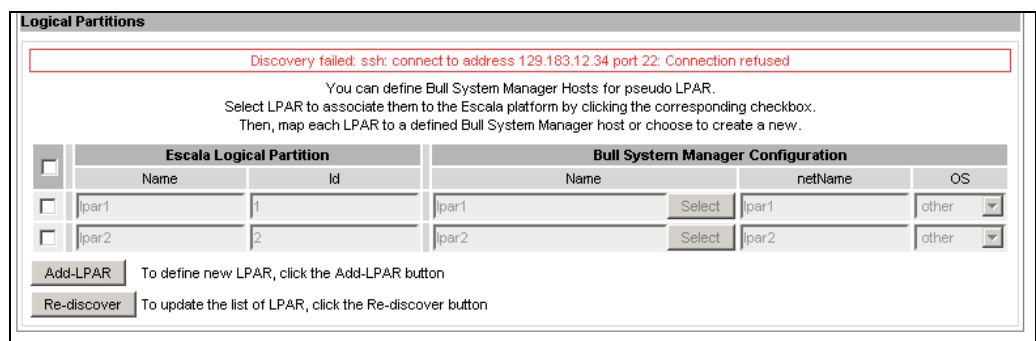 Logical Partitions
Discovery failed: ssh: connect to address 129.183.12.34 port 22: Connection refused
You can define Bull System Manager Hosts for pseudo LPAR.
Select LPAR to associate them to the Escala platform by clicking the corresponding checkbox.
Then, map each LPAR to a defined Bull System Manager host or choose to create a new.
Escala Logical Partition Bull System Manager Configuration
Name Id Name netName OS
lpar1 1 lpar1 Select lpar1 other
lpar2 2 lpar2 Select lpar2 other
Add-LPAR To define new LPAR, click the Add-LPAR button
Re-discover To update the list of LPAR, click the Re-discover button